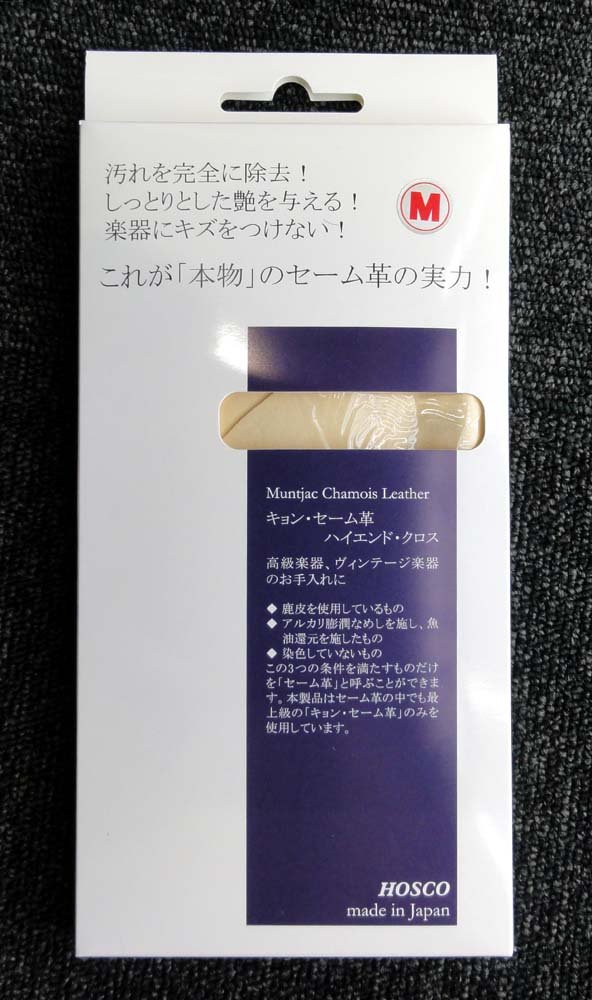 汚れを完全に除去！
しっとりとした艶を与える！
楽器にキズをつけない！
M
これが「本物」のセーム革の実力！
Muntjac Chamois Leather
キョン・セーム革
ハイエンド・クロス
高級楽器、ヴィンテージ楽器
のお手入れに
◆ 鹿皮を使用しているもの
◆ アルカリ膨潤なめしを施し、魚
油還元を施したもの
◆ 染色していないもの
この3つの条件を満たすものだけ
を「セーム革」と呼ぶことができま
す。本製品はセーム革の中でも最
上級の「キョン・セーム革」のみを
使用しています。
HOSCO
made in Japan